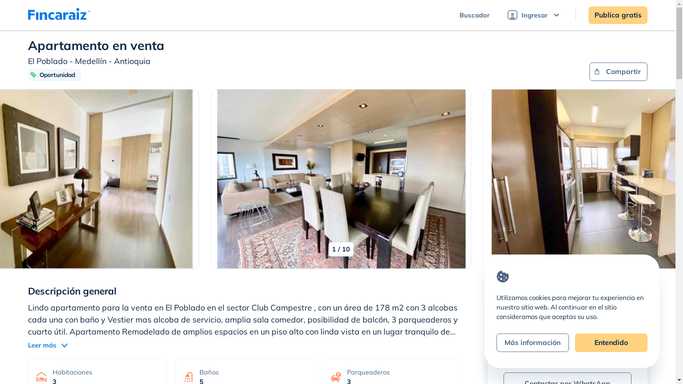 Fincaraiz
Buscador
Ingresar
Publica gratis
Apartamento en venta
El Poblado - Medellín - Antioquia
Oportunidad
Compartir
1 / 10
Descripción general
Lindo apartamento para la venta en El Poblado en el sector Club Campestre , con un área de 178 m2 con 3 alcobas
cada una con baño y Vestier mas alcoba de servicio, amplia sala comedor, posibilidad de balcón, 3 parqueaderos y
cuarto útil. Apartamento Remodelado de amplios espacios en un piso alto con linda vista en un lugar tranquilo de...
Leer más
Habitaciones
3
Baños
5
Parqueaderos
3
Utilizamos cookies para mejorar tu experiencia en
nuestro sitio web. Al continuar en el sitio
consideramos que aceptas su uso.
Más información
Entendido
Contactar por WhatsApp